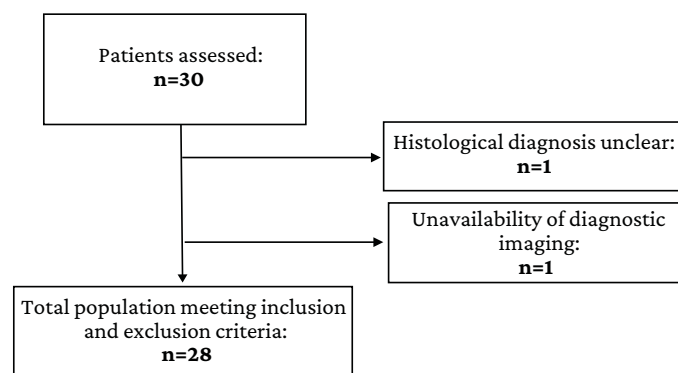 Patients assessed:
n=30
Histological diagnosis unclear:
n=1
Unavailability of diagnostic
imaging:
n=1
Total population meeting inclusion
and exclusion criteria:
n=28